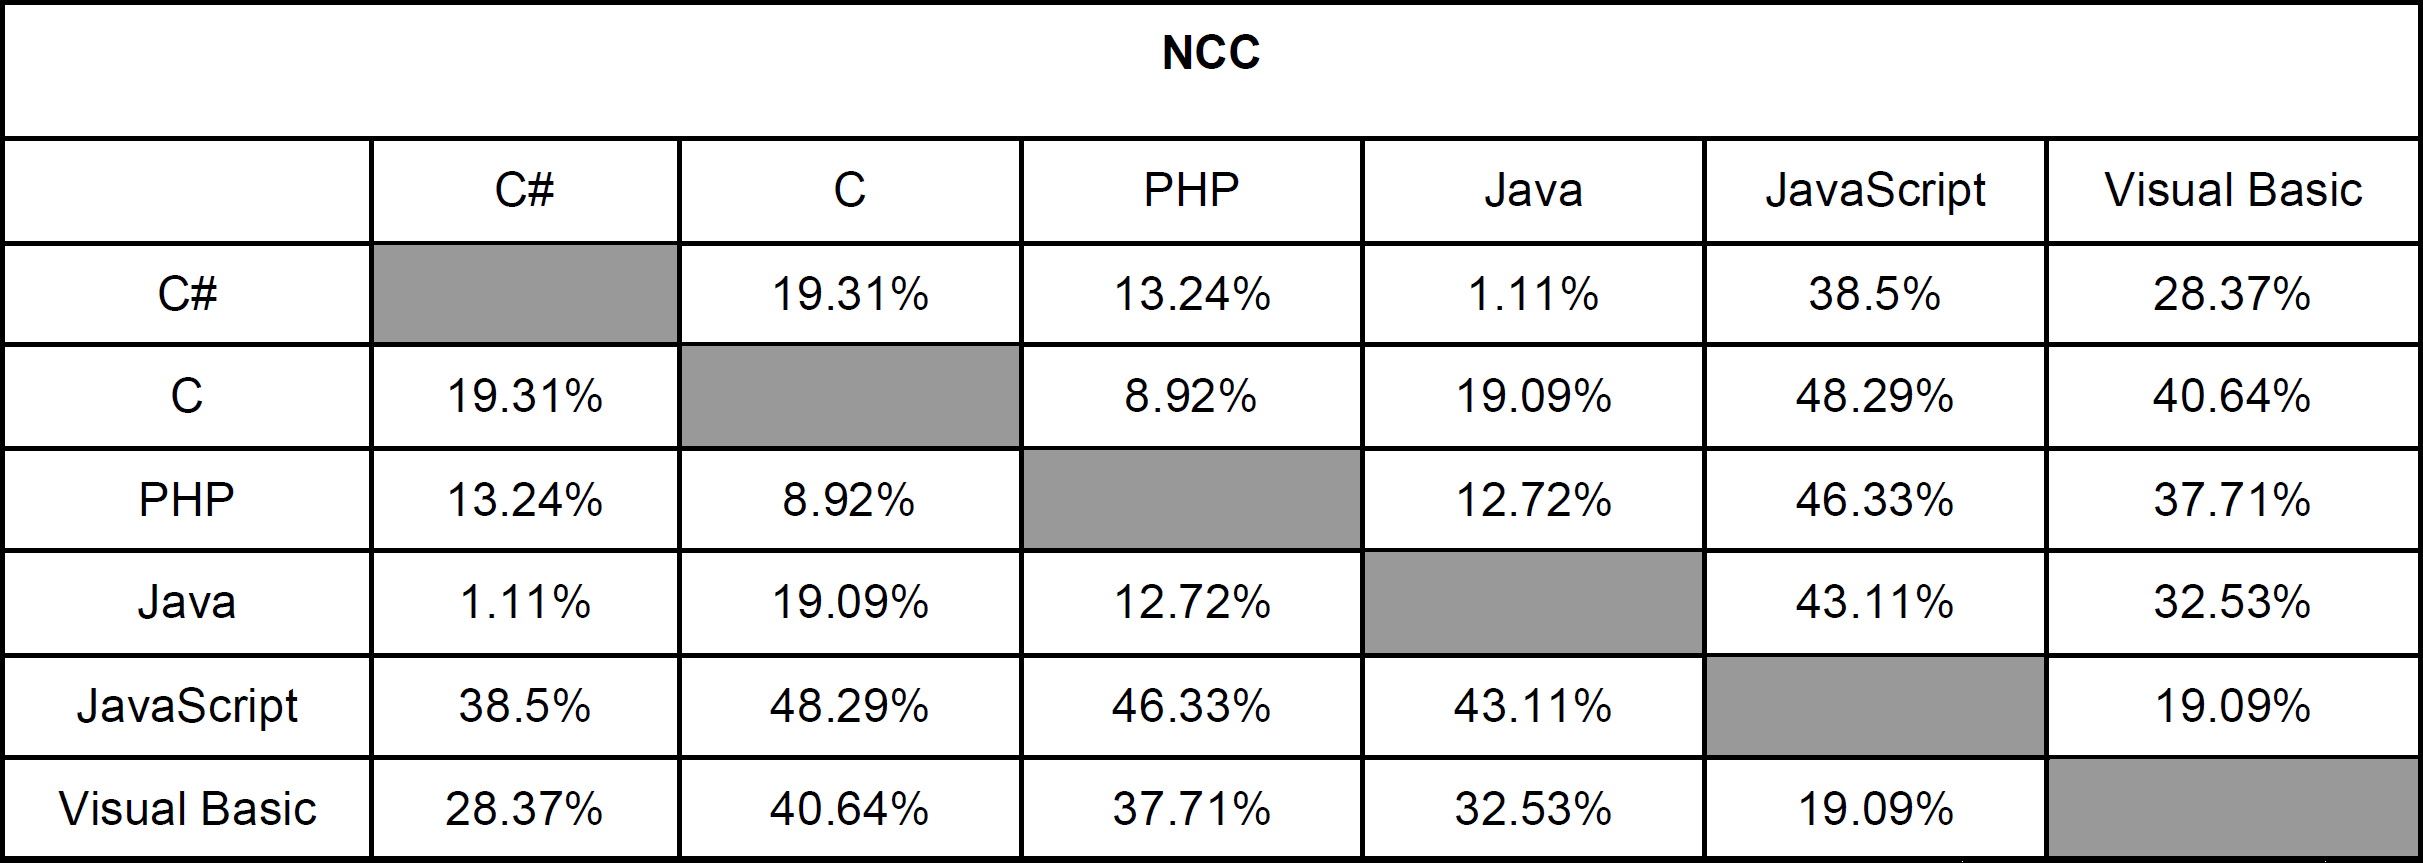 NCC
C# C PHP Java JavaScript Visual Basic
C# 19.31% 13.24% 1.11% 38.5% 28.37%
C 19.31% 8.92% 19.09% 48.29% 40.64%
PHP 13.24% 8.92% 12.72% 46.33% 37.71%
Java 1.11% 19.09% 12.72% 43.11% 32.53%
JavaScript 38.5% 48.29% 46.33% 43.11% 19.09%
Visual Basic 28.37% 40.64% 37.71% 32.53% 19.09%